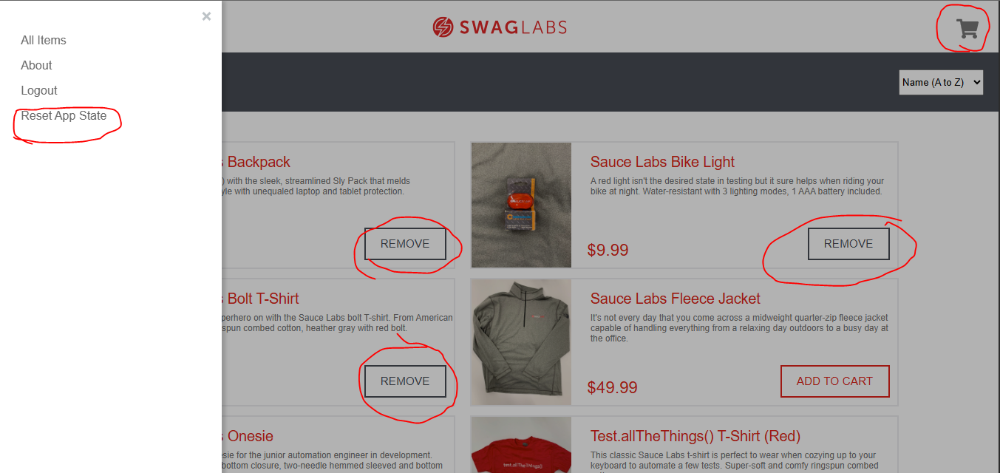 ×
All Items
About
Logout
Reset App State
SWAGLABS
Name (A to Z)
s Backpack
) with the sleek, streamlined Sly Pack that melds
yle with unequaled laptop and tablet protection.
REMOVE
Sauce Labs Bike Light
A red light isn't the desired state in testing but it sure helps when riding your
bike at night. Water-resistant with 3 lighting modes, 1 AAA battery included.
$9.99
REMOVE
s Bolt T-Shirt
perhero on with the Sauce Labs bolt T-shirt. From American
spun combed cotton, heather gray with red bolt.
REMOVE
Sauce Labs Fleece Jacket
It's not every day that you come across a midweight quarter-zip fleece jacket
capable of handling everything from a relaxing day outdoors to a busy day at
the office.
$49.99
ADD TO CART
s Onesie
esie for the junior automation engineer in development.
bottom closure, two-needle hemmed sleeved and bottom
test.allTheThings()
Test.allTheThings() T-Shirt (Red)
This classic Sauce Labs t-shirt is perfect to wear when cozying up to your
keyboard to automate a few tests. Super-soft and comfy ringspun combed